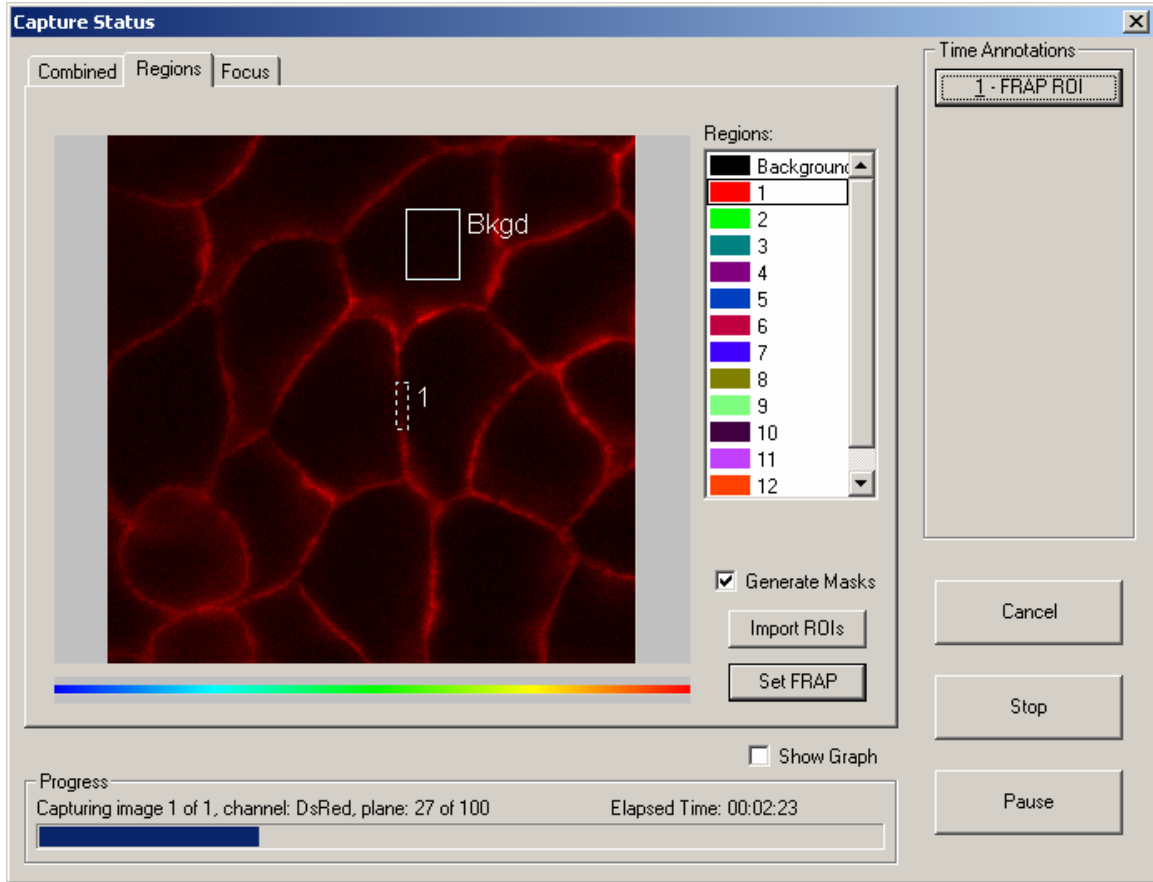 Capture Status
Combined
Regions
Focus
Bkgd
1
Regions:
Background
1
2
3
4
5
6
7
8
9
10
11
12
Generate Masks
Import ROIs
Set FRAP
Show Graph
Time Annotations
1 - FRAP ROI
Cancel
Stop
Pause
Progress
Capturing image 1 of 1, channel: DsRed, plane: 27 of 100
Elapsed Time: 00:02:23